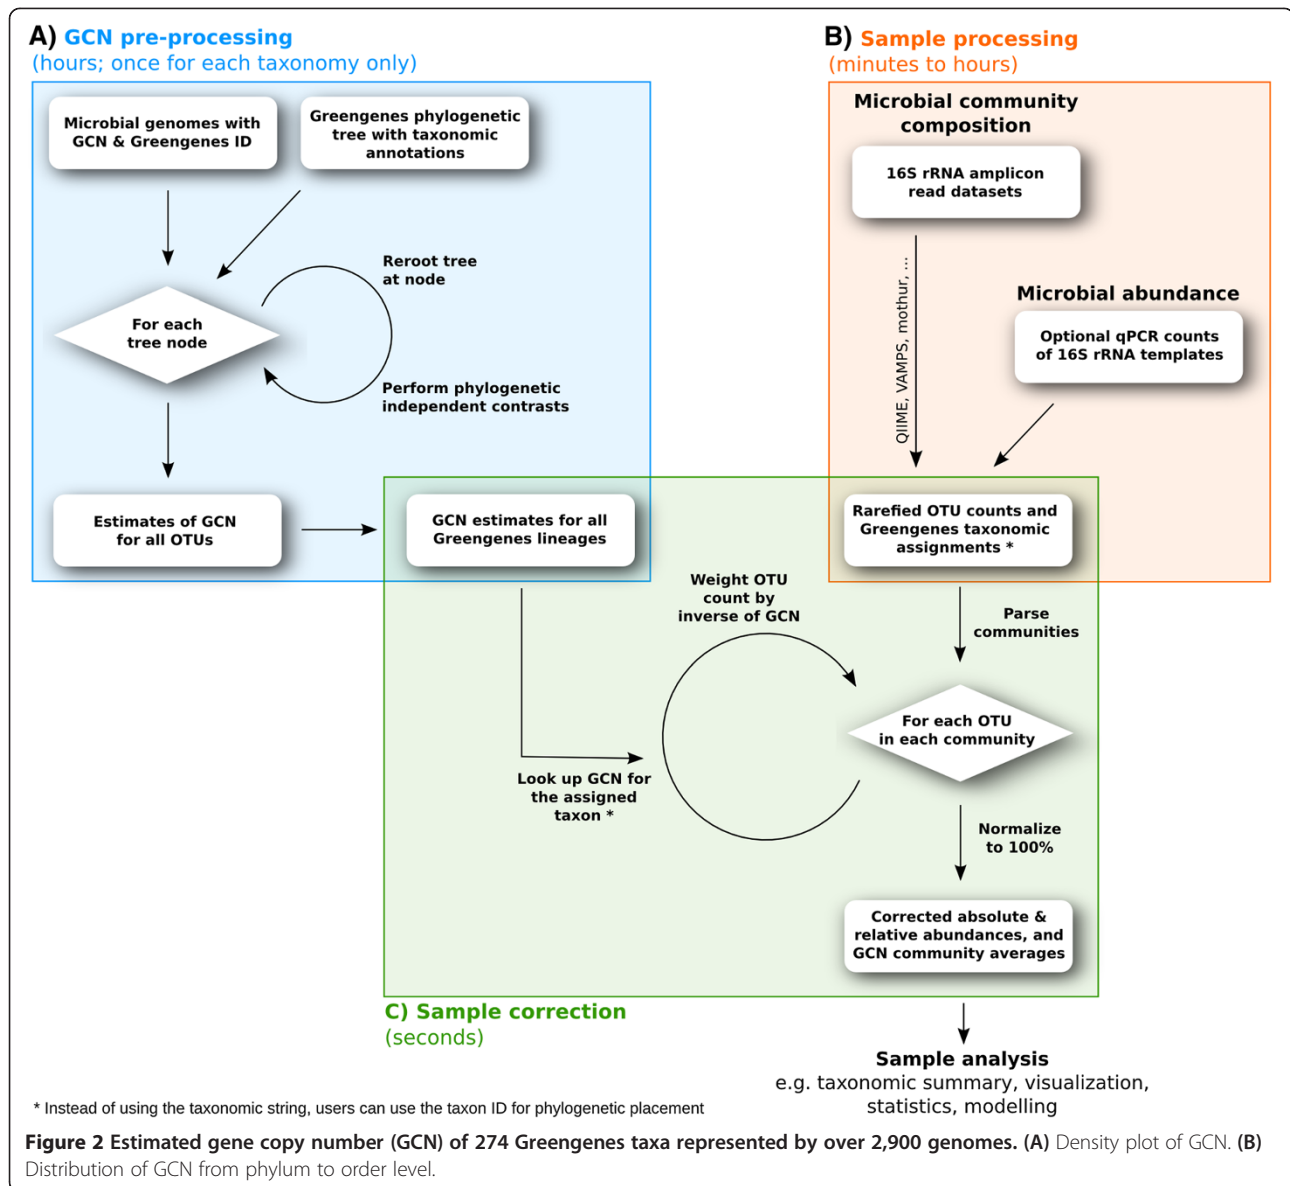 A) GCN pre-processing
(hours; once for each taxonomy only)
Microbial genomes with
GCN & Greengenes ID
Greengenes phylogenetic
tree with taxonomic
annotations
For each
tree node
Reroot tree
at node
Perform phylogenetic
independent contrasts
Estimates of GCN
for all OTUs
B) Sample processing
(minutes to hours)
Microbial community
composition
16S rRNA amplicon
read datasets
QIIME, VAMPS, mothur, ...
Microbial abundance
Optional qPCR counts
of 16S rRNA templates
GCN estimates for all
Greengenes lineages
Rarefied OTU counts and
Greengenes taxonomic
assignments *
Weight OTU
count by
inverse of GCN
Parse
communities
For each OTU
in each community
Look up GCN for
the assigned
taxon *
Normalize
to 100%
Corrected absolute &
relative abundances, and
GCN community averages
C) Sample correction
(seconds)
Sample analysis
e.g. taxonomic summary, visualization,
statistics, modelling
* Instead of using the taxonomic string, users can use the taxon ID for phylogenetic placement
Figure 2 Estimated gene copy number (GCN) of 274 Greengenes taxa represented by over 2,900 genomes. (A) Density plot of GCN. (B)
Distribution of GCN from phylum to order level.